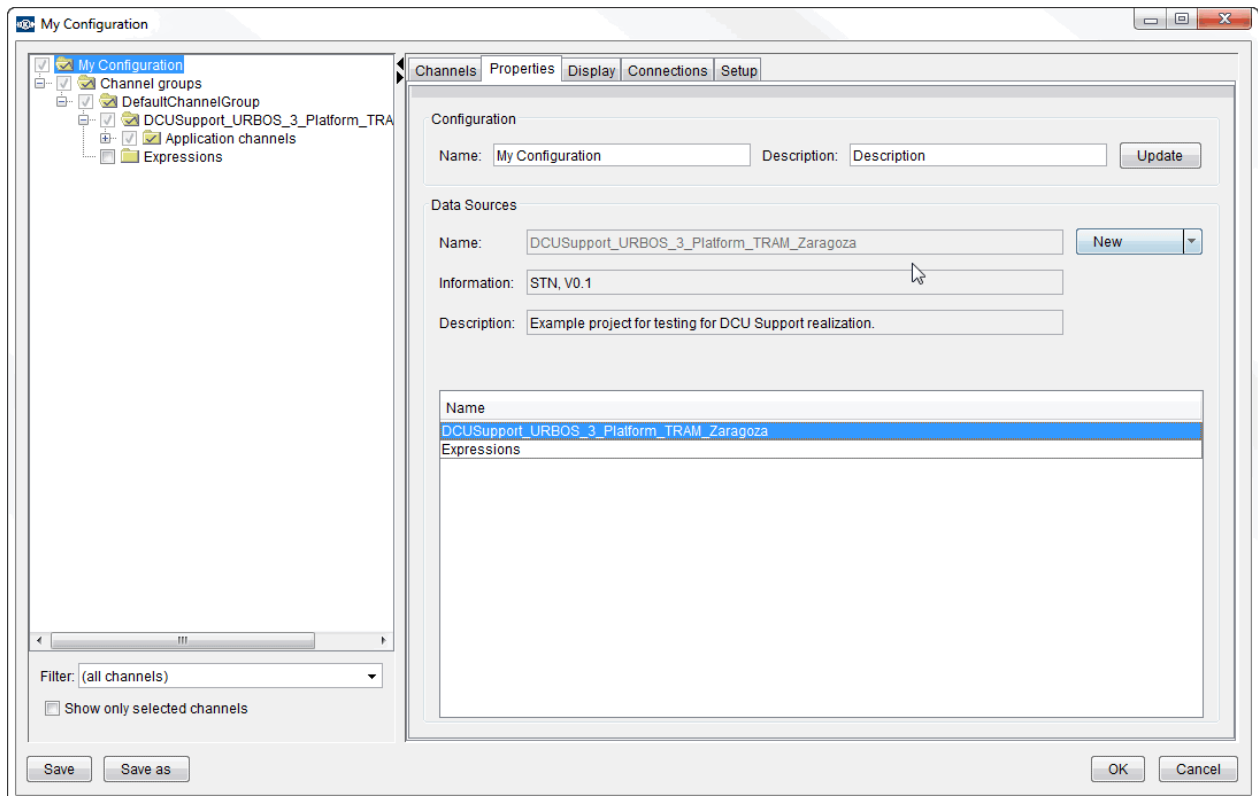 My Configuration
My Configuration
Channel groups
DefaultChannelGroup
DCUSupport_URBOS_3_Platform_TRA
Application channels
Expressions
Filter: (all channels)
Show only selected channels
Channels Properties Display Connections Setup
Configuration
Name: My Configuration Description: Description Update
Data Sources
Name: DCUSupport_URBOS_3_Platform_TRAM_Zaragoza New
Information: STN, V0.1
Description: Example project for testing for DCU Support realization.
Name
DCUSupport_URBOS_3_Platform_TRAM_Zaragoza
Expressions
Save Save as OK Cancel